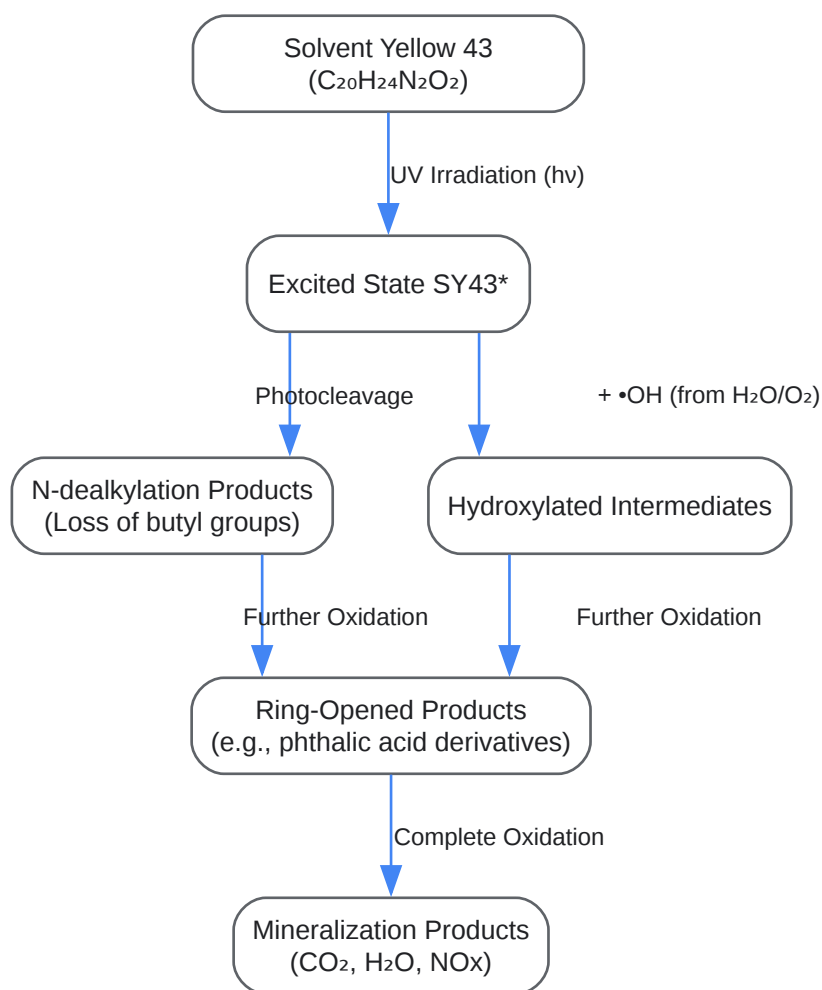 Solvent Yellow 43
(C₂₀H₂₄N₂O₂)
UV Irradiation (hν)
Excited State SY43*
Photocleavage
+ •OH (from H₂O/O₂)
N-dealkylation Products
(Loss of butyl groups)
Hydroxylated Intermediates
Further Oxidation
Further Oxidation
Ring-Opened Products
(e.g., phthalic acid derivatives)
Complete Oxidation
Mineralization Products
(CO₂, H₂O, NOx)